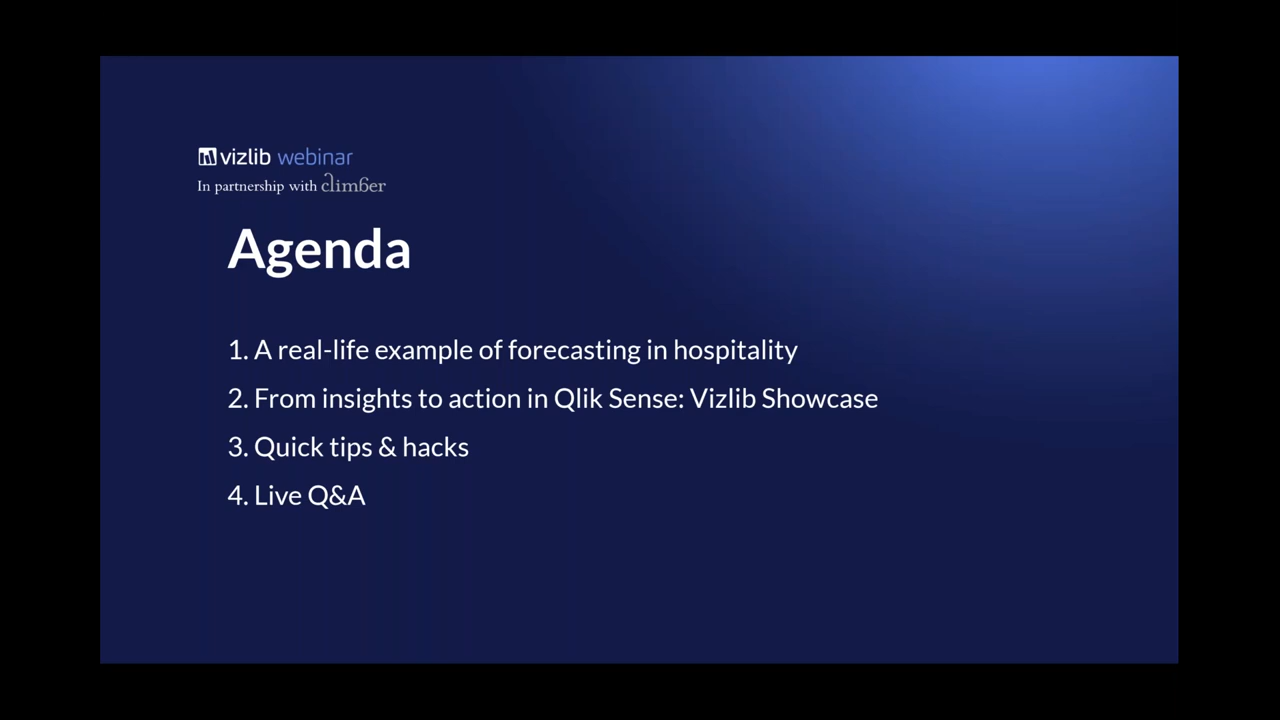 vizlib webinar
In partnership with climber
Agenda
1. A real-life example of forecasting in hospitality
2. From insights to action in Qlik Sense: Vizlib Showcase
3. Quick tips & hacks
4. Live Q&A